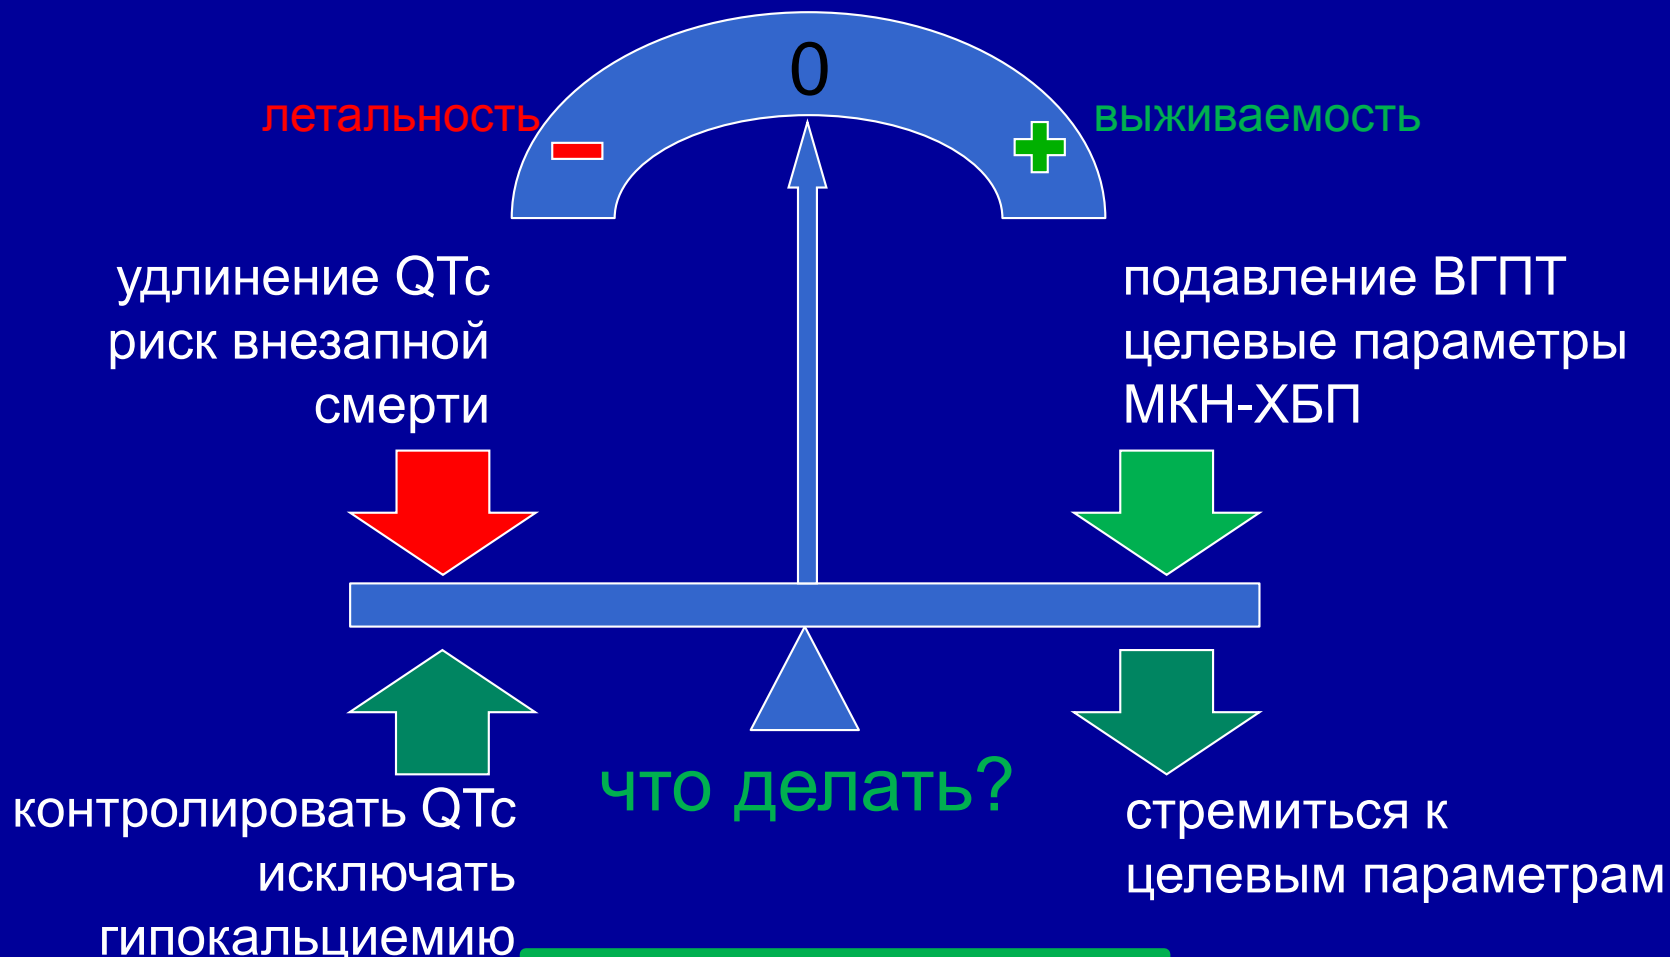 0
летальность
выживаемость
удлинение QTc
риск внезапной
смерти
подавление ВГПТ
целевые параметры
МКН-ХБП
что делать?
контролировать QTc
исключать
гипокальциемию
стремиться к
целевым параметрам